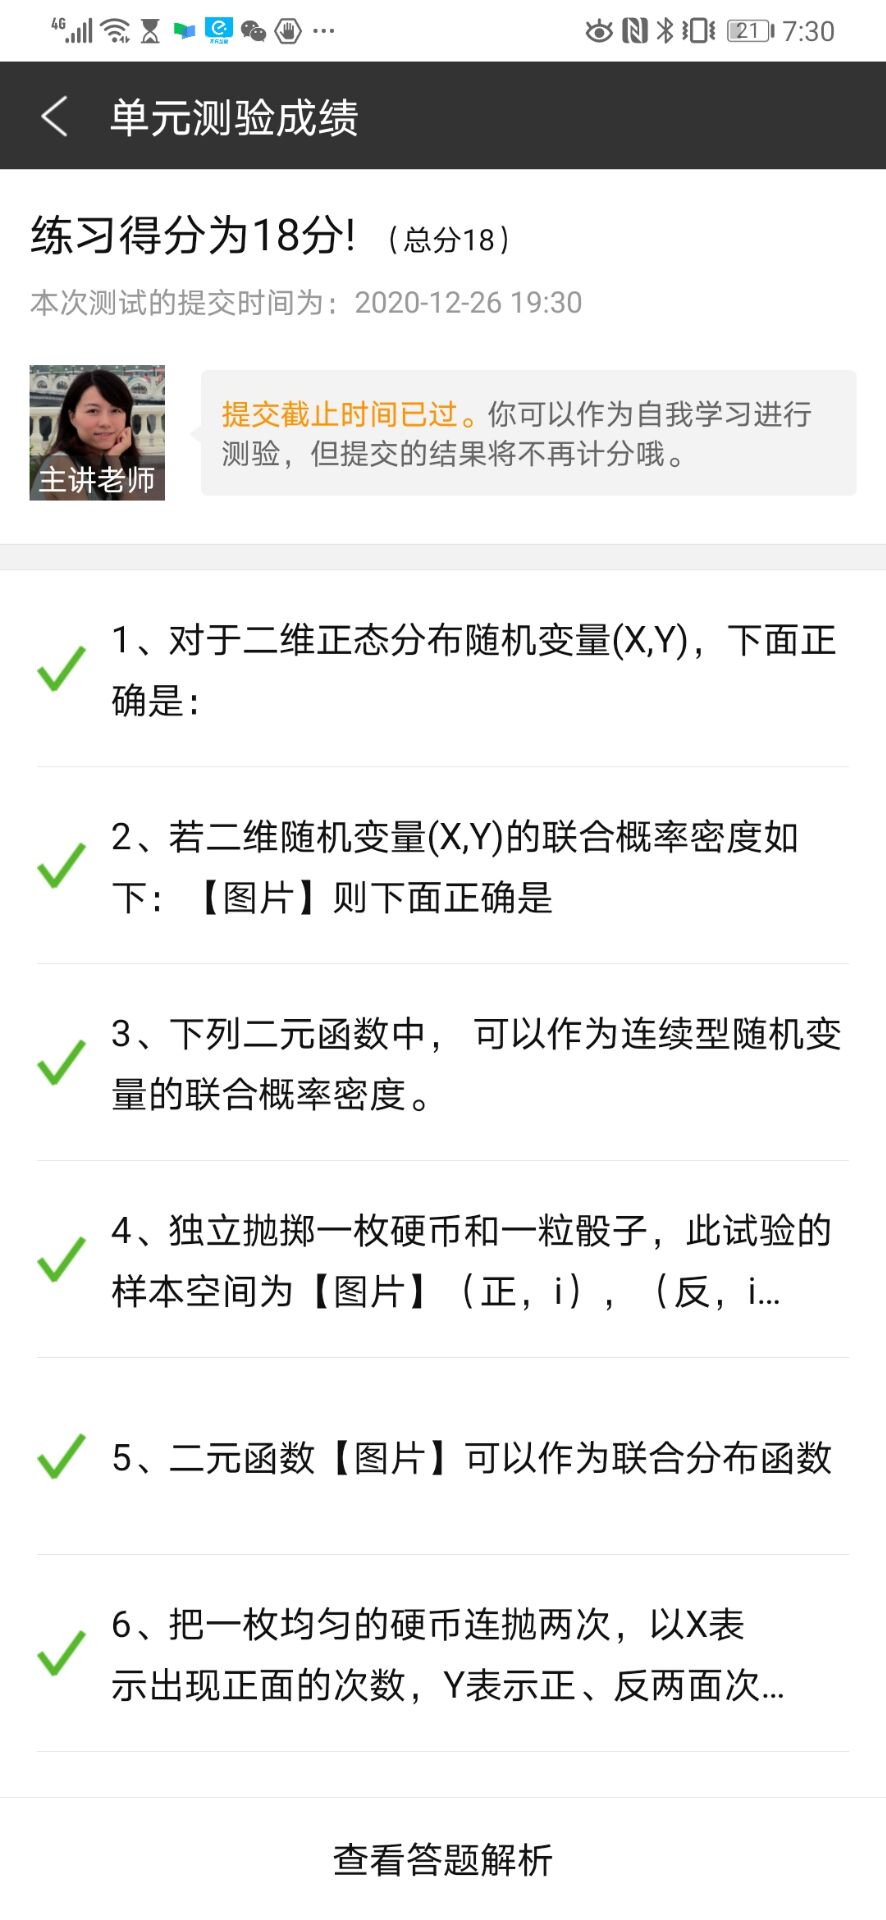 4G 21 7:30
单元测验成绩
练习得分为18分! （总分18）
本次测试的提交时间为：2020-12-26 19:30
提交截止时间已过。你可以作为自我学习进行
测验，但提交的结果将不再计分哦。
主讲老师
1、对于二维正态分布随机变量(X,Y)，下面正
确是：
2、若二维随机变量(X,Y)的联合概率密度如
下：【图片】则下面正确是
3、下列二元函数中， 可以作为连续型随机变
量的联合概率密度。
4、独立抛掷一枚硬币和一粒骰子，此试验的
样本空间为【图片】（正，i），（反，i...
5、二元函数【图片】可以作为联合分布函数
6、把一枚均匀的硬币连抛两次，以X表
示出现正面的次数，Y表示正、反两面次...
查看答题解析